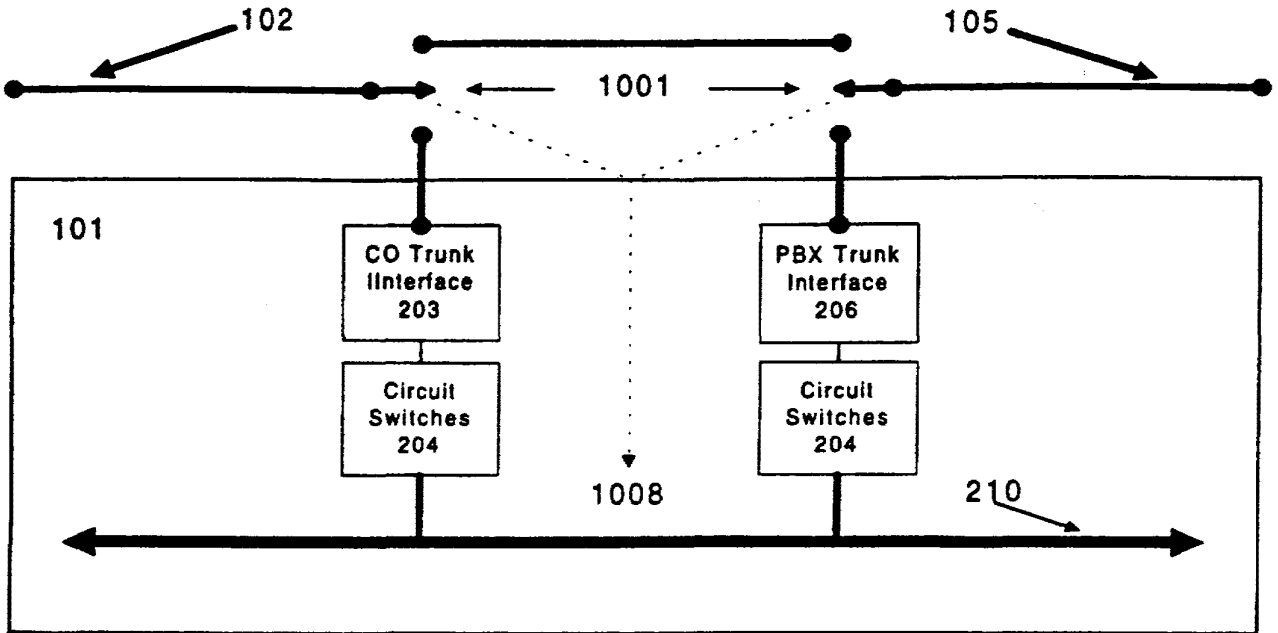 102
105
1001
101
CO Trunk
IInterface
203
PBX Trunk
Interface
206
Circuit
Switches
204
Circuit
Switches
204
1008
210